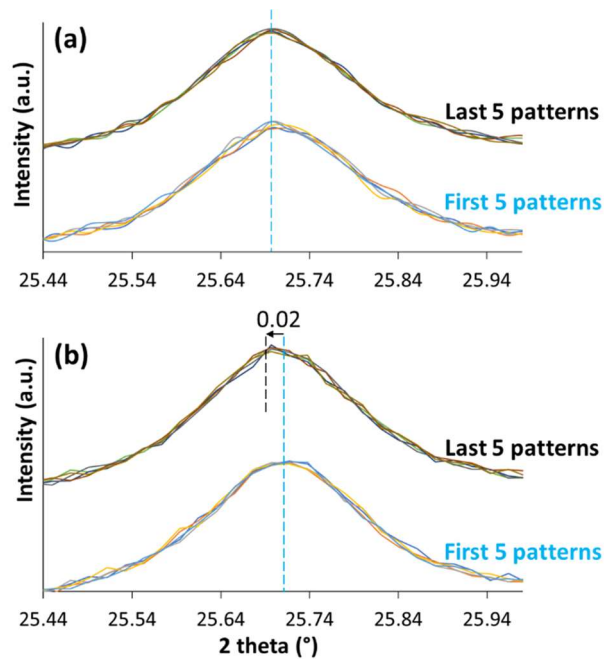 (a)
Intensity (a.u.)
Last 5 patterns
First 5 patterns
25.44 25.54 25.64 25.74 25.84 25.94
0.02
(b)
Intensity (a.u.)
Last 5 patterns
First 5 patterns
25.44 25.54 25.64 25.74 25.84 25.94
2 theta (°)